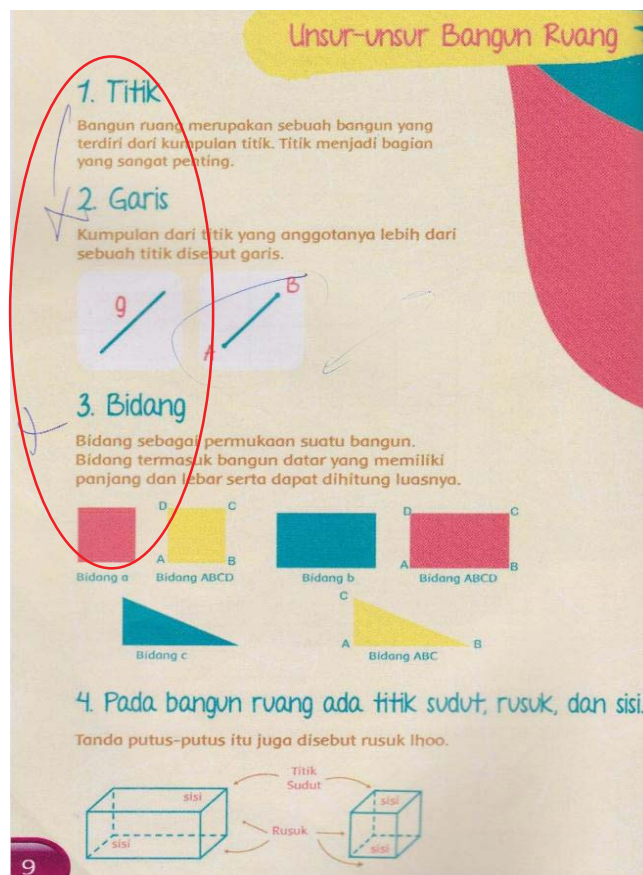 Unsur-unsur Bangun Ruang
1. Titik
Bangun ruang merupakan sebuah bangun yang
terdiri dari kumpulan titik. Titik menjadi bagian
yang sangat penting.
2. Garis
Kumpulan dari titik yang anggotanya lebih dari
sebuah titik disebut garis.
g
B
A
3. Bidang
Bidang sebagai permukaan suatu bangun.
Bidang termasuk bangun datar yang memiliki
panjang dan lebar serta dapat dihitung luasnya.
D C D C
A B A B
Bidang a Bidang ABCD Bidang b Bidang ABCD
C
A B
Bidang c Bidang ABC
4. Pada bangun ruang ada titik sudut, rusuk, dan sisi.
Tanda putus-putus itu juga disebut rusuk lhoo.
Titik
Sudut
sisi sisi
Rusuk
sisi sisi
9